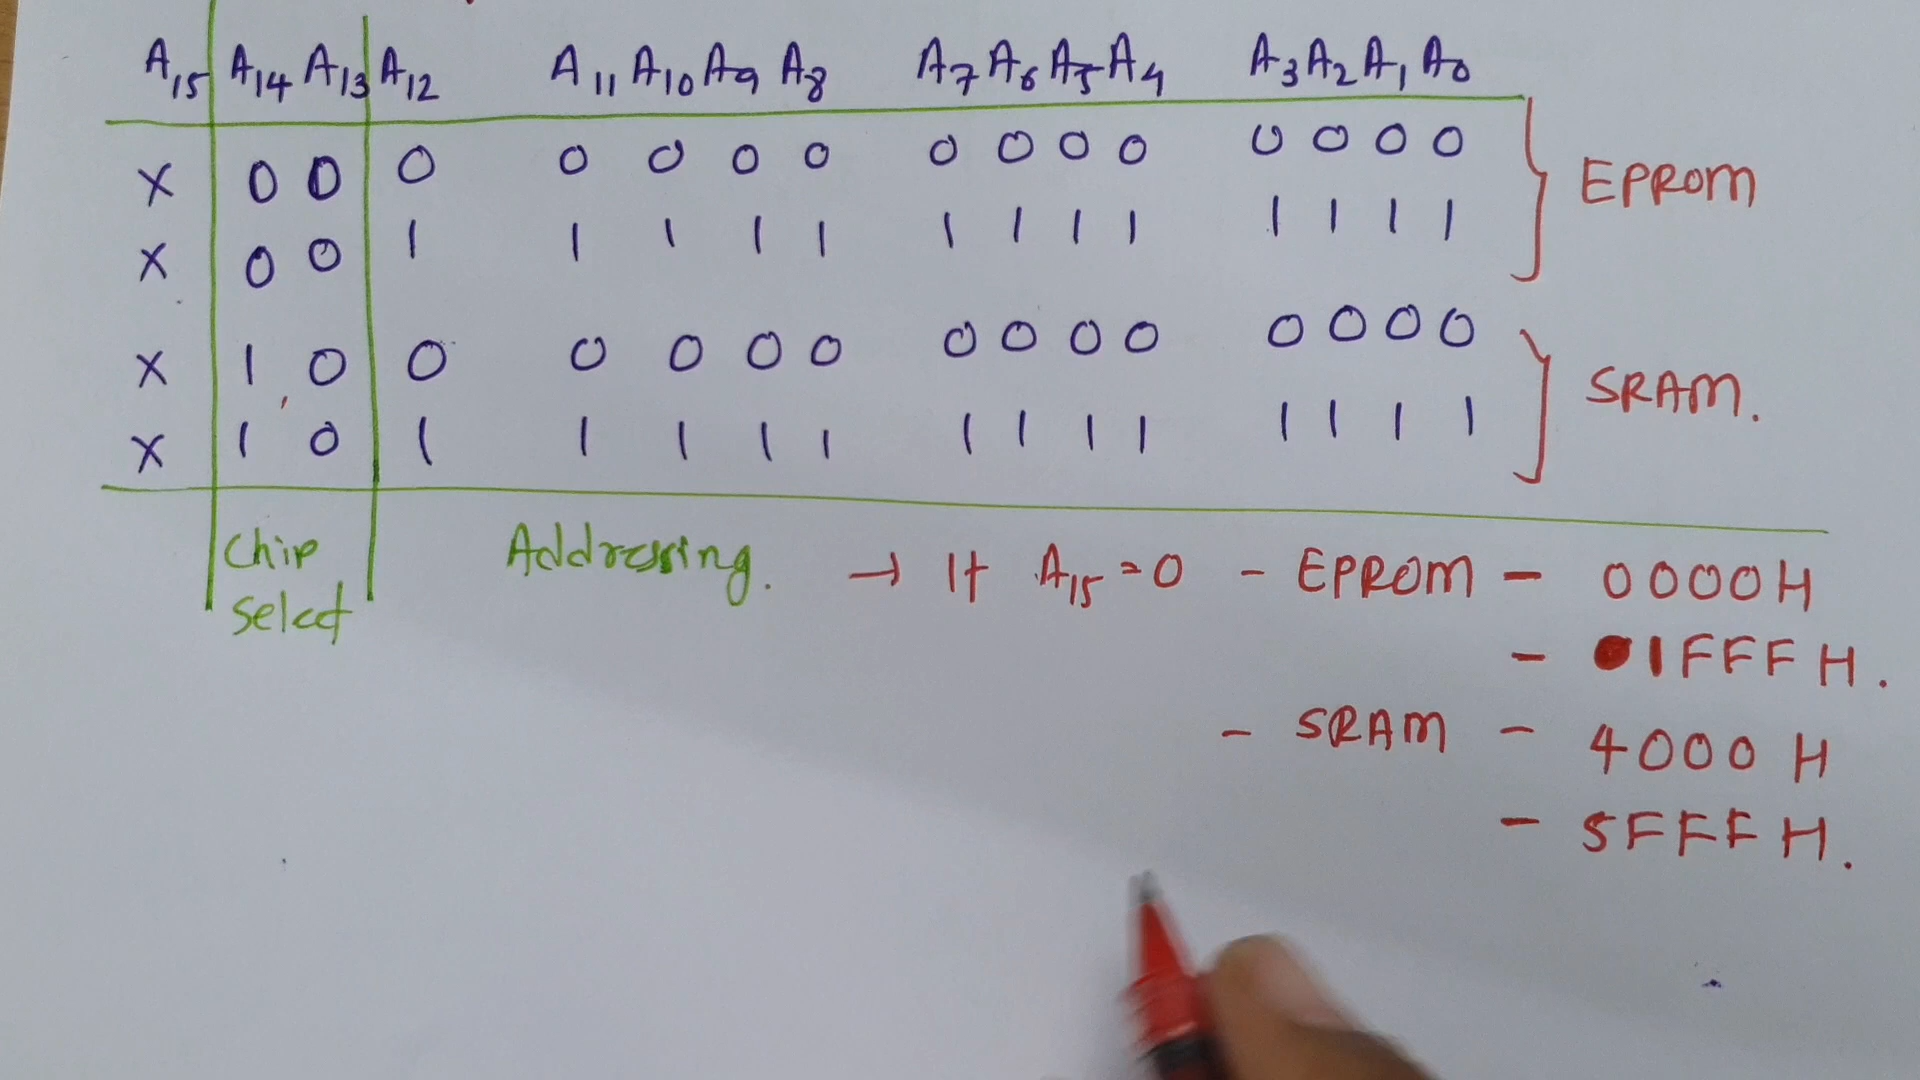 A15 A14 A13 A12 A11 A10 A9 A8 A7 A6 A5 A4 A3 A2 A1 A0
X 0 0 0 0 0 0 0 0 0 0 0 0 0 0 0
X 0 0 1 1 1 1 1 1 1 1 1 1 1 1 1
EPROM
X 1 0 0 0 0 0 0 0 0 0 0 0 0 0 0
X 1 0 1 1 1 1 1 1 1 1 1 1 1 1 1
SRAM.
Chip
select
Addressing.
→ If A15 = 0 - EPROM - 0000H
- 1FFFH.
- SRAM - 4000H
- 5FFFH.